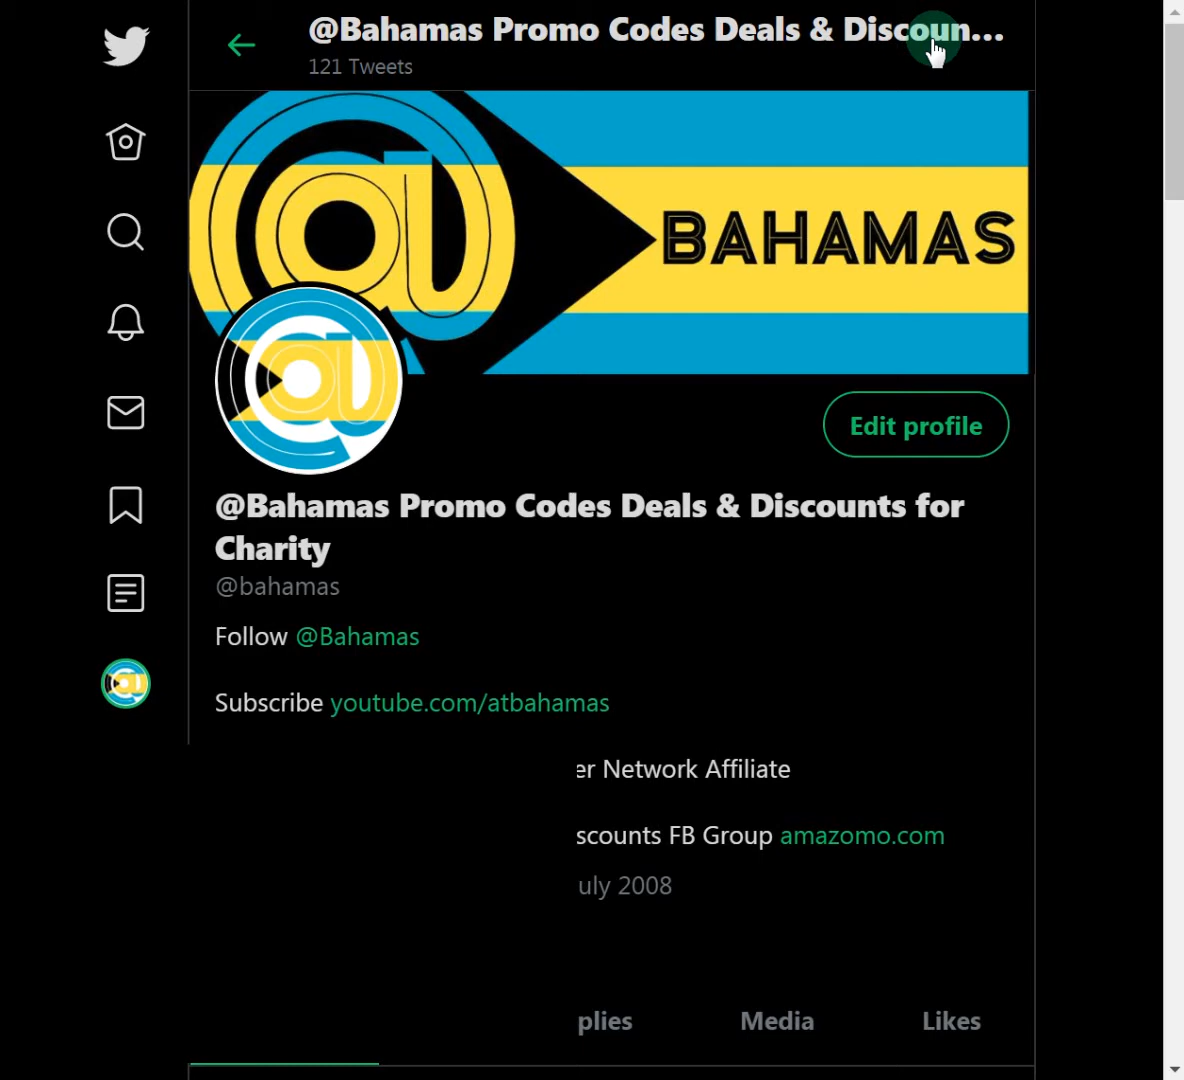 @Bahamas Promo Codes Deals & Discoun...
121 Tweets
BAHAMAS
Edit profile
@Bahamas Promo Codes Deals & Discounts for
Charity
@bahamas
Follow @Bahamas
Subscribe youtube.com/atbahamas
er Network Affiliate
scounts FB Group amazomo.com
uly 2008
plies
Media
Likes